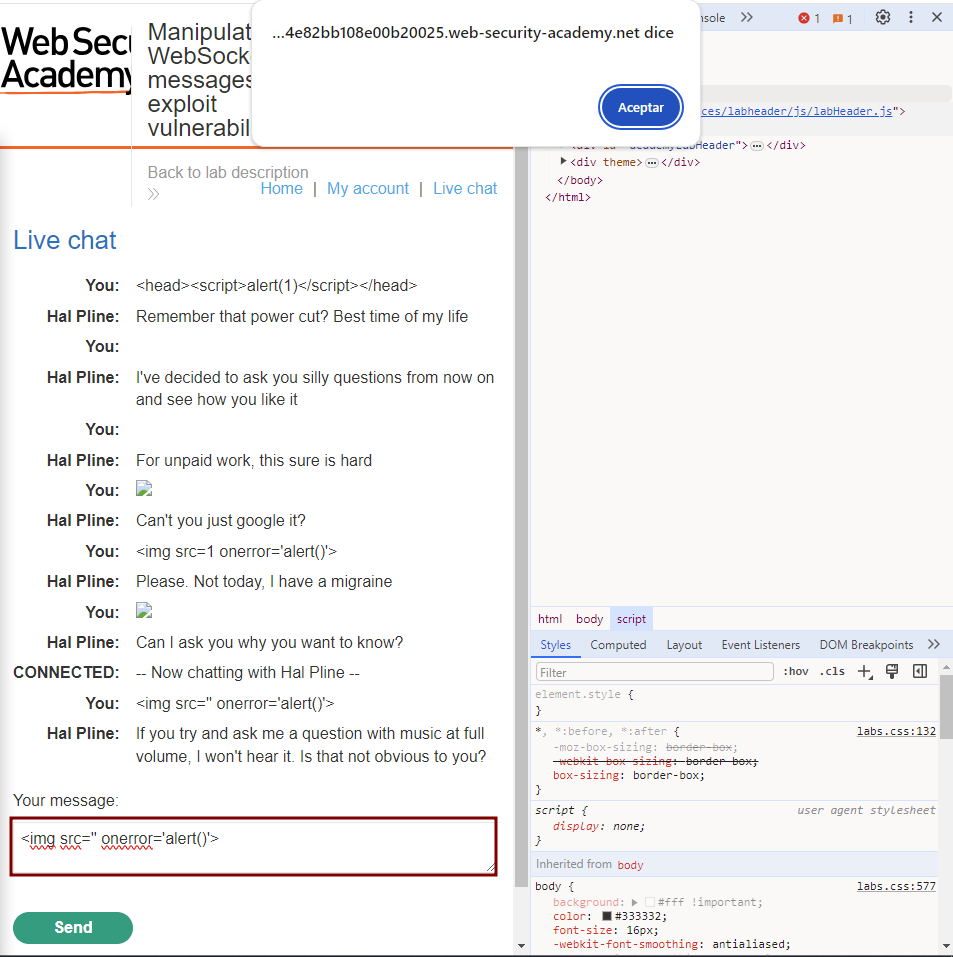 ...4e82bb108e00b20025.web-security-academy.net dice
Aceptar
Web Secu
Academy
Manipulat
WebSock
messages
exploit
vulnerabil
Back to lab description
Home | My account | Live chat
Live chat
You: <head><script>alert(1)</script></head>
Hal Pline: Remember that power cut? Best time of my life
You:
Hal Pline: I've decided to ask you silly questions from now on
and see how you like it
You:
Hal Pline: For unpaid work, this sure is hard
You:
Hal Pline: Can't you just google it?
You: <img src=1 onerror='alert()'>
Hal Pline: Please. Not today, I have a migraine
You:
Hal Pline: Can I ask you why you want to know?
CONNECTED: -- Now chatting with Hal Pline --
You: <img src='' onerror='alert()'>
Hal Pline: If you try and ask me a question with music at full
volume, I won't hear it. Is that not obvious to you?
Your message:
<img src='' onerror='alert()'>
Send
nsole 1 1
ces/labheader/js/labHeader.js">
Header"> </div>
<div theme> </div>
</body>
</html>
html body script
Styles Computed Layout Event Listeners DOM Breakpoints
Filter :hov .cls
element.style {
}
*, *:before, *:after { labs.css:132
-moz-box-sizing: border-box;
-webkit-box-sizing: border-box;
box-sizing: border-box;
}
script { user agent stylesheet
display: none;
}
Inherited from body
body { labs.css:577
background: #fff !important;
color: #333332;
font-size: 16px;
-webkit-font-smoothing: antialiased;